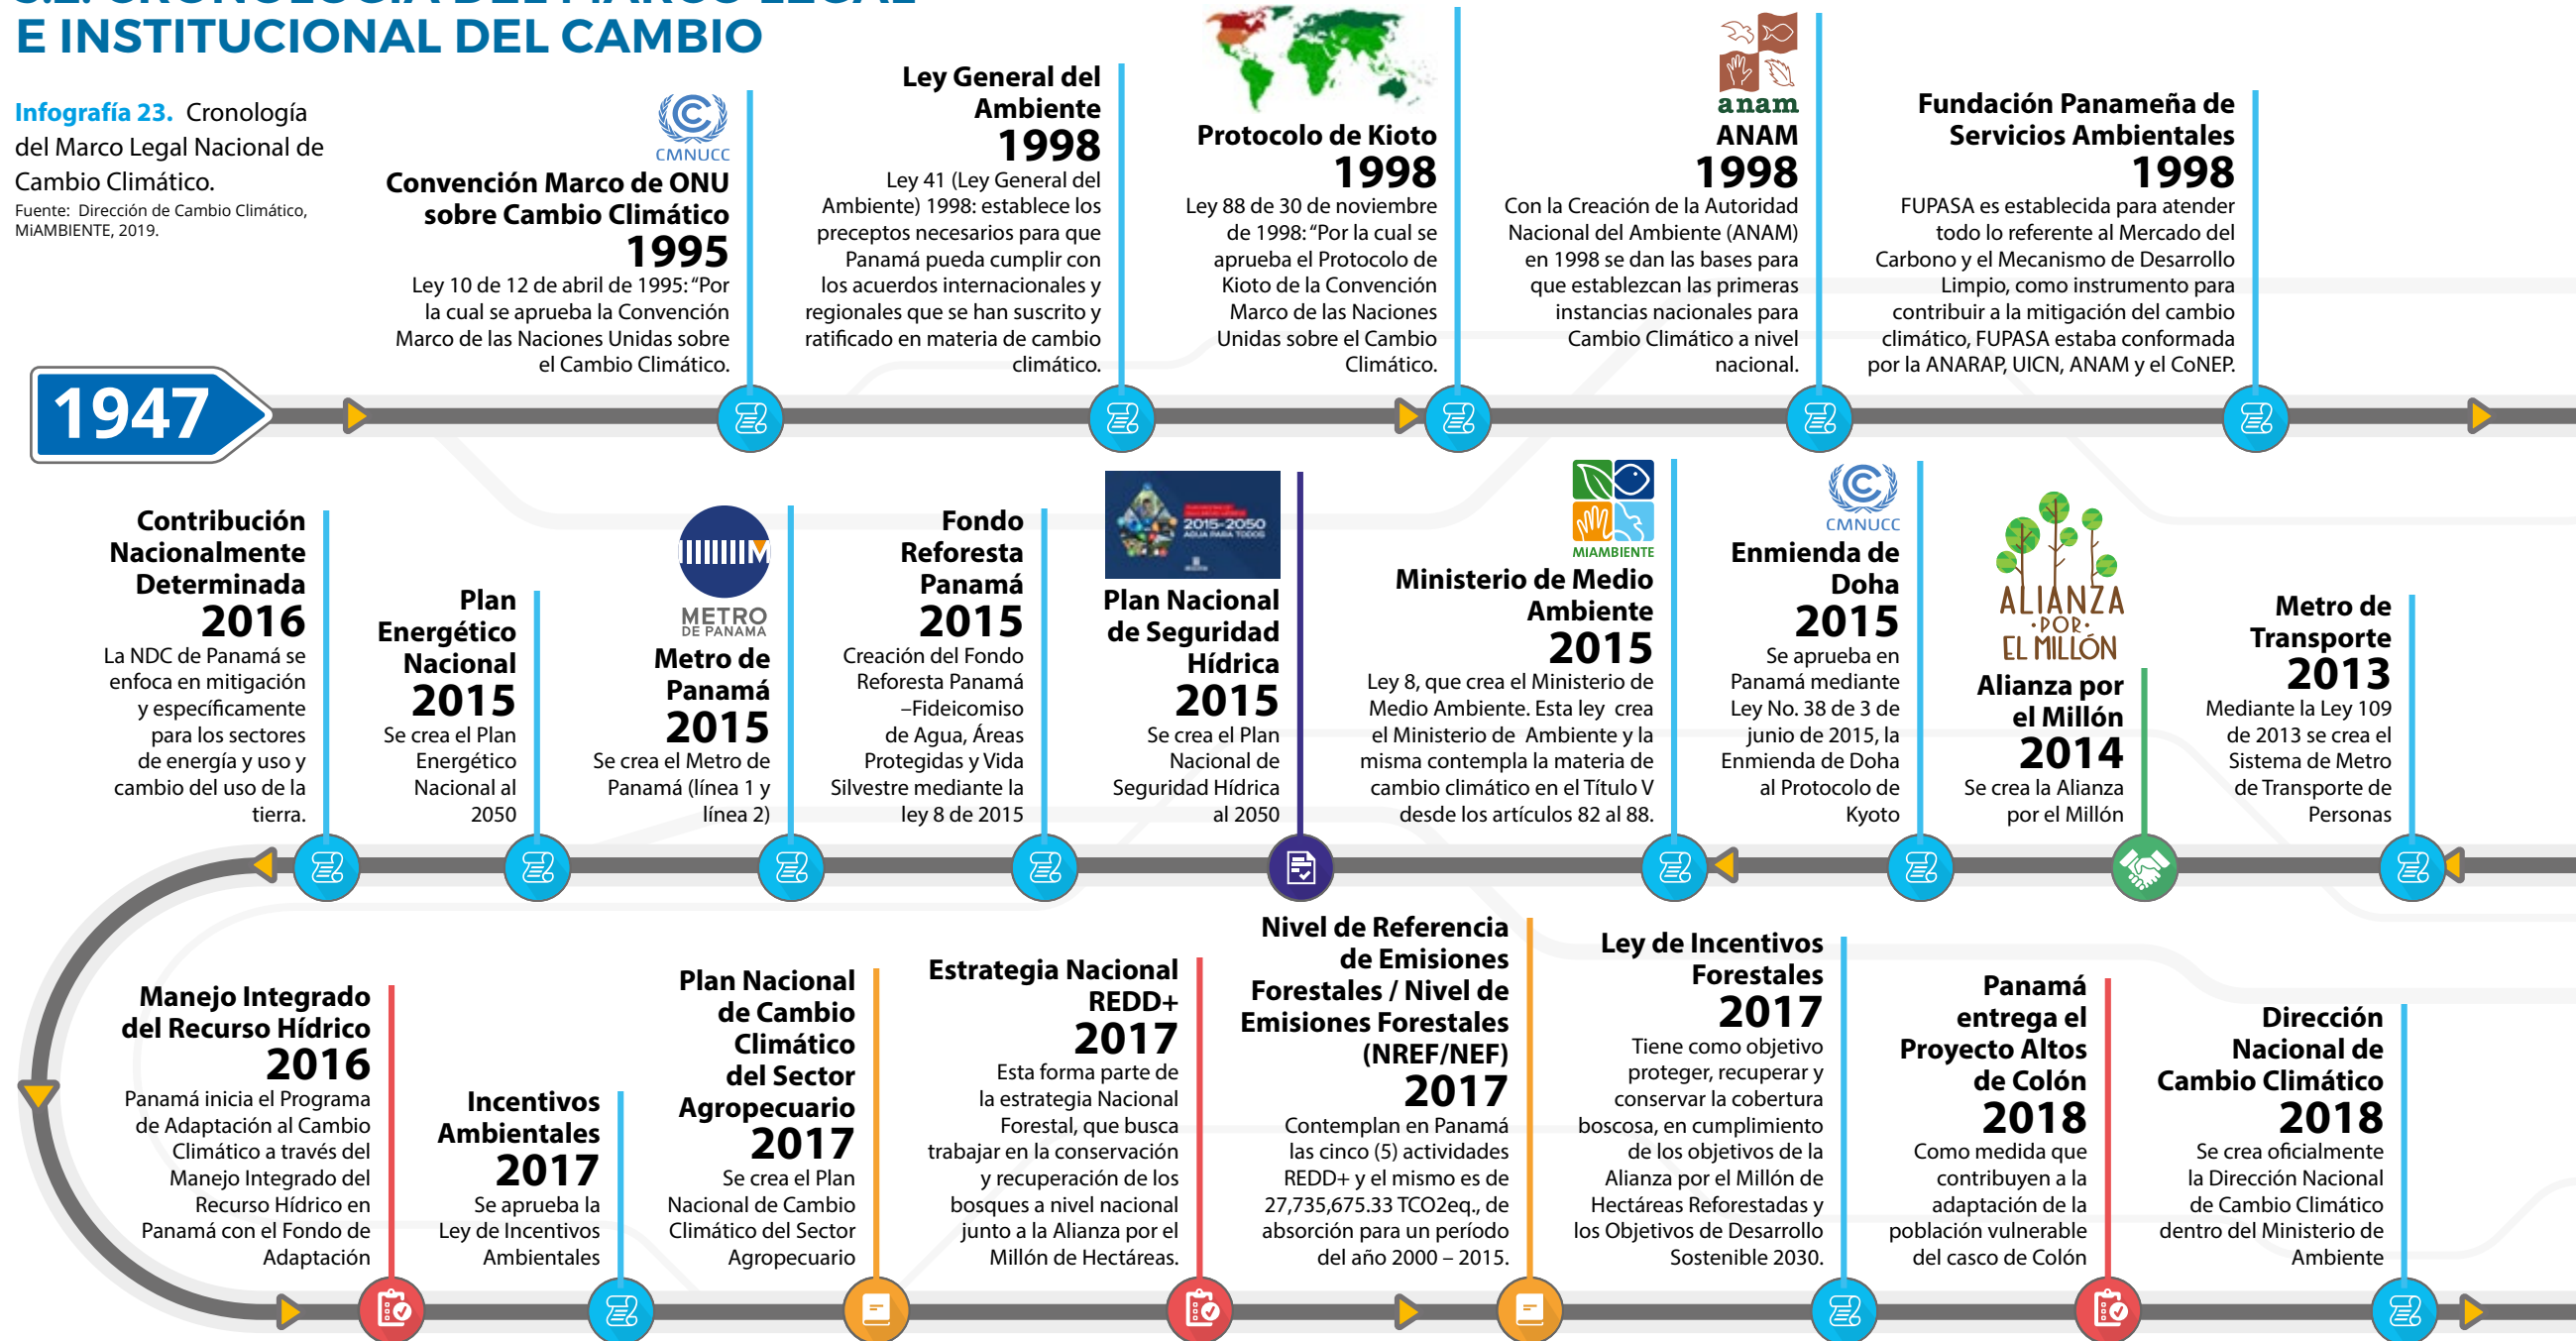 E INSTITUCIONAL DEL CAMBIO
Infografía 23. Cronología
del Marco Legal Nacional de
Cambio Climático.
Fuente: Dirección de Cambio Climático,
MiAMBIENTE, 2019.
1947
CMNUCC
Convención Marco de ONU
sobre Cambio Climático
1995
Ley 10 de 12 de abril de 1995: “Por
la cual se aprueba la Convención
Marco de las Naciones Unidas sobre
el Cambio Climático.
Ley General del
Ambiente
1998
Ley 41 (Ley General del
Ambiente) 1998: establece los
preceptos necesarios para que
Panamá pueda cumplir con
los acuerdos internacionales y
regionales que se han suscrito y
ratificado en materia de cambio
climático.
Protocolo de Kioto
1998
Ley 88 de 30 de noviembre
de 1998: “Por la cual se
aprueba el Protocolo de
Kioto de la Convención
Marco de las Naciones
Unidas sobre el Cambio
Climático.
anam
ANAM
1998
Con la Creación de la Autoridad
Nacional del Ambiente (ANAM)
en 1998 se dan las bases para
que establezcan las primeras
instancias nacionales para
Cambio Climático a nivel
nacional.
Fundación Panameña de
Servicios Ambientales
1998
FUPASA es establecida para atender
todo lo referente al Mercado del
Carbono y el Mecanismo de Desarrollo
Limpio, como instrumento para
contribuir a la mitigación del cambio
climático, FUPASA estaba conformada
por la ANARAP, UICN, ANAM y el CoNEP.
Contribución
Nacionalmente
Determinada
2016
La NDC de Panamá se
enfoca en mitigación
y específicamente
para los sectores
de energía y uso y
cambio del uso de la
tierra.
Plan
Energético
Nacional
2015
Se crea el Plan
Energético
Nacional al
2050
M
METRO
DE PANAMA
Metro de
Panamá
2015
Se crea el Metro de
Panamá (línea 1 y
línea 2)
Fondo
Reforesta
Panamá
2015
Creación del Fondo
Reforesta Panamá
–Fideicomiso
de Agua, Áreas
Protegidas y Vida
Silvestre mediante la
ley 8 de 2015
2015-2050
AGUA PARA TODOS
Plan Nacional
de Seguridad
Hídrica
2015
Se crea el Plan
Nacional de
Seguridad Hídrica
al 2050
MIAMBIENTE
Ministerio de Medio
Ambiente
2015
Ley 8, que crea el Ministerio de
Medio Ambiente. Esta ley crea
el Ministerio de Ambiente y la
misma contempla la materia de
cambio climático en el Título V
desde los artículos 82 al 88.
CMNUCC
Enmienda de
Doha
2015
Se aprueba en
Panamá mediante
Ley No. 38 de 3 de
junio de 2015, la
Enmienda de Doha
al Protocolo de
Kyoto
ALIANZA
·POR·
EL MILLÓN
Alianza por
el Millón
2014
Se crea la Alianza
por el Millón
Metro de
Transporte
2013
Mediante la Ley 109
de 2013 se crea el
Sistema de Metro
de Transporte de
Personas
Manejo Integrado
del Recurso Hídrico
2016
Panamá inicia el Programa
de Adaptación al Cambio
Climático a través del
Manejo Integrado del
Recurso Hídrico en
Panamá con el Fondo de
Adaptación
Incentivos
Ambientales
2017
Se aprueba la
Ley de Incentivos
Ambientales
Plan Nacional
de Cambio
Climático
del Sector
Agropecuario
2017
Se crea el Plan
Nacional de Cambio
Climático del Sector
Agropecuario
Estrategia Nacional
REDD+
2017
Esta forma parte de
la estrategia Nacional
Forestal, que busca
trabajar en la conservación
y recuperación de los
bosques a nivel nacional
junto a la Alianza por el
Millón de Hectáreas.
Nivel de Referencia
de Emisiones
Forestales / Nivel de
Emisiones Forestales
(NREF/NEF)
2017
Contemplan en Panamá
las cinco (5) actividades
REDD+ y el mismo es de
27,735,675.33 TCO2eq., de
absorción para un período
del año 2000 – 2015.
Ley de Incentivos
Forestales
2017
Tiene como objetivo
proteger, recuperar y
conservar la cobertura
boscosa, en cumplimiento
de los objetivos de la
Alianza por el Millón de
Hectáreas Reforestadas y
los Objetivos de Desarrollo
Sostenible 2030.
Panamá
entrega el
Proyecto Altos
de Colón
2018
Como medida que
contribuyen a la
adaptación de la
población vulnerable
del casco de Colón
Dirección
Nacional de
Cambio Climático
2018
Se crea oficialmente
la Dirección Nacional
de Cambio Climático
dentro del Ministerio de
Ambiente